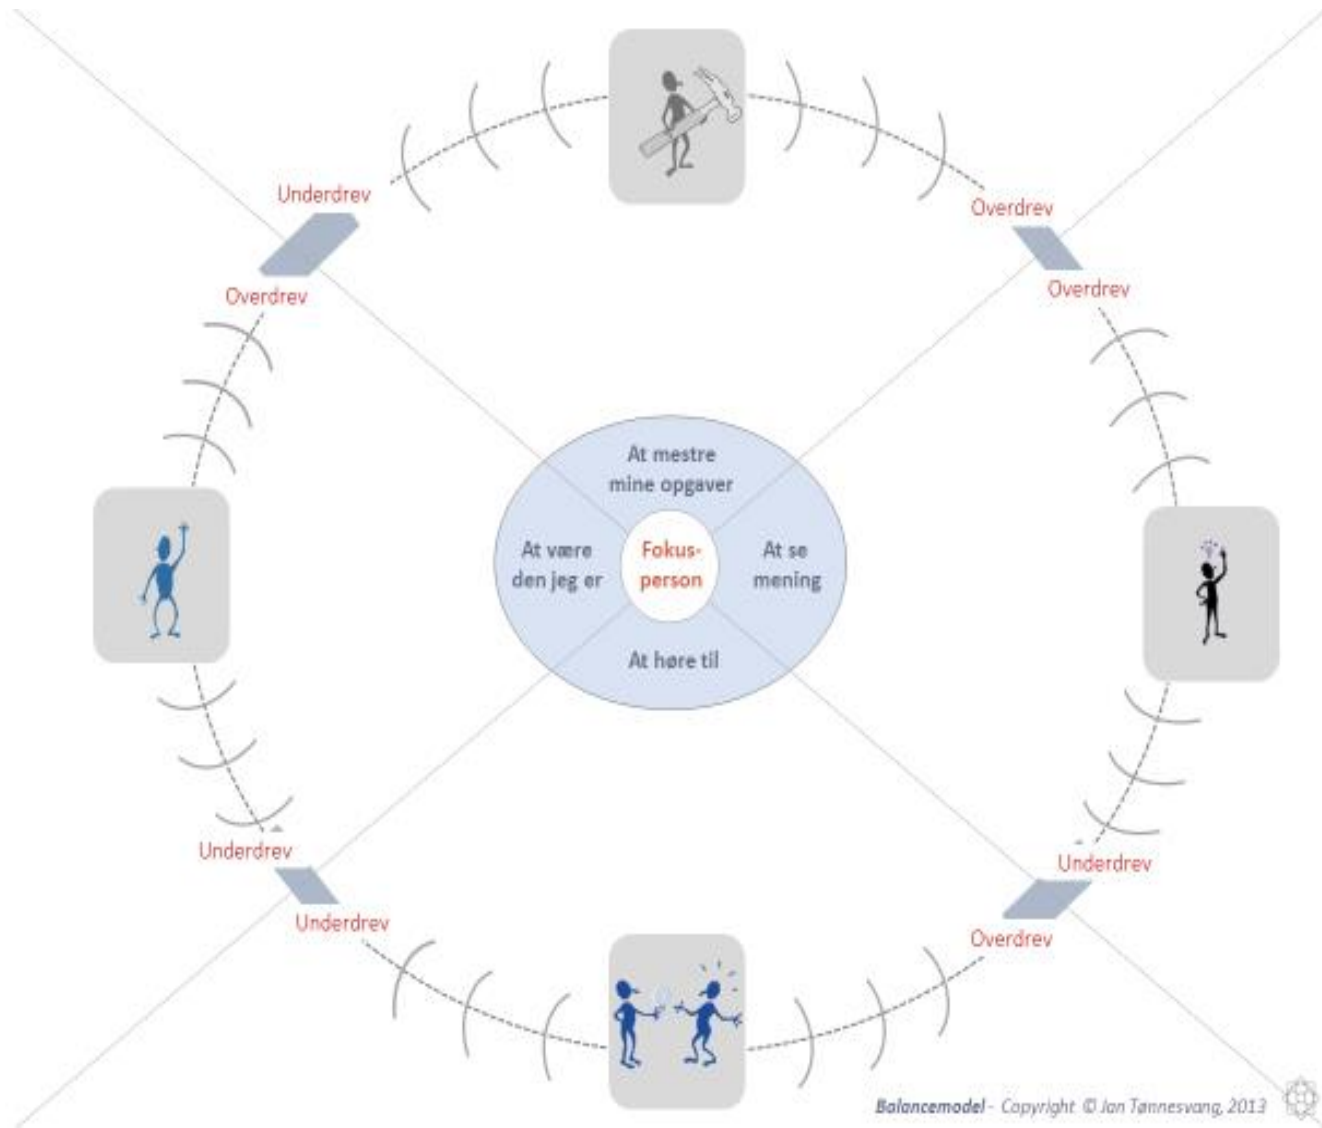 Underdrev
Overdrev
Overdrev
Overdrev
At mestre
mine opgaver
At være
den jeg er
Fokus-
person
At se
mening
At høre til
Underdrev
Underdrev
Underdrev
Overdrev
Balancemodel - Copyright © Jan Tønnesvang, 2013